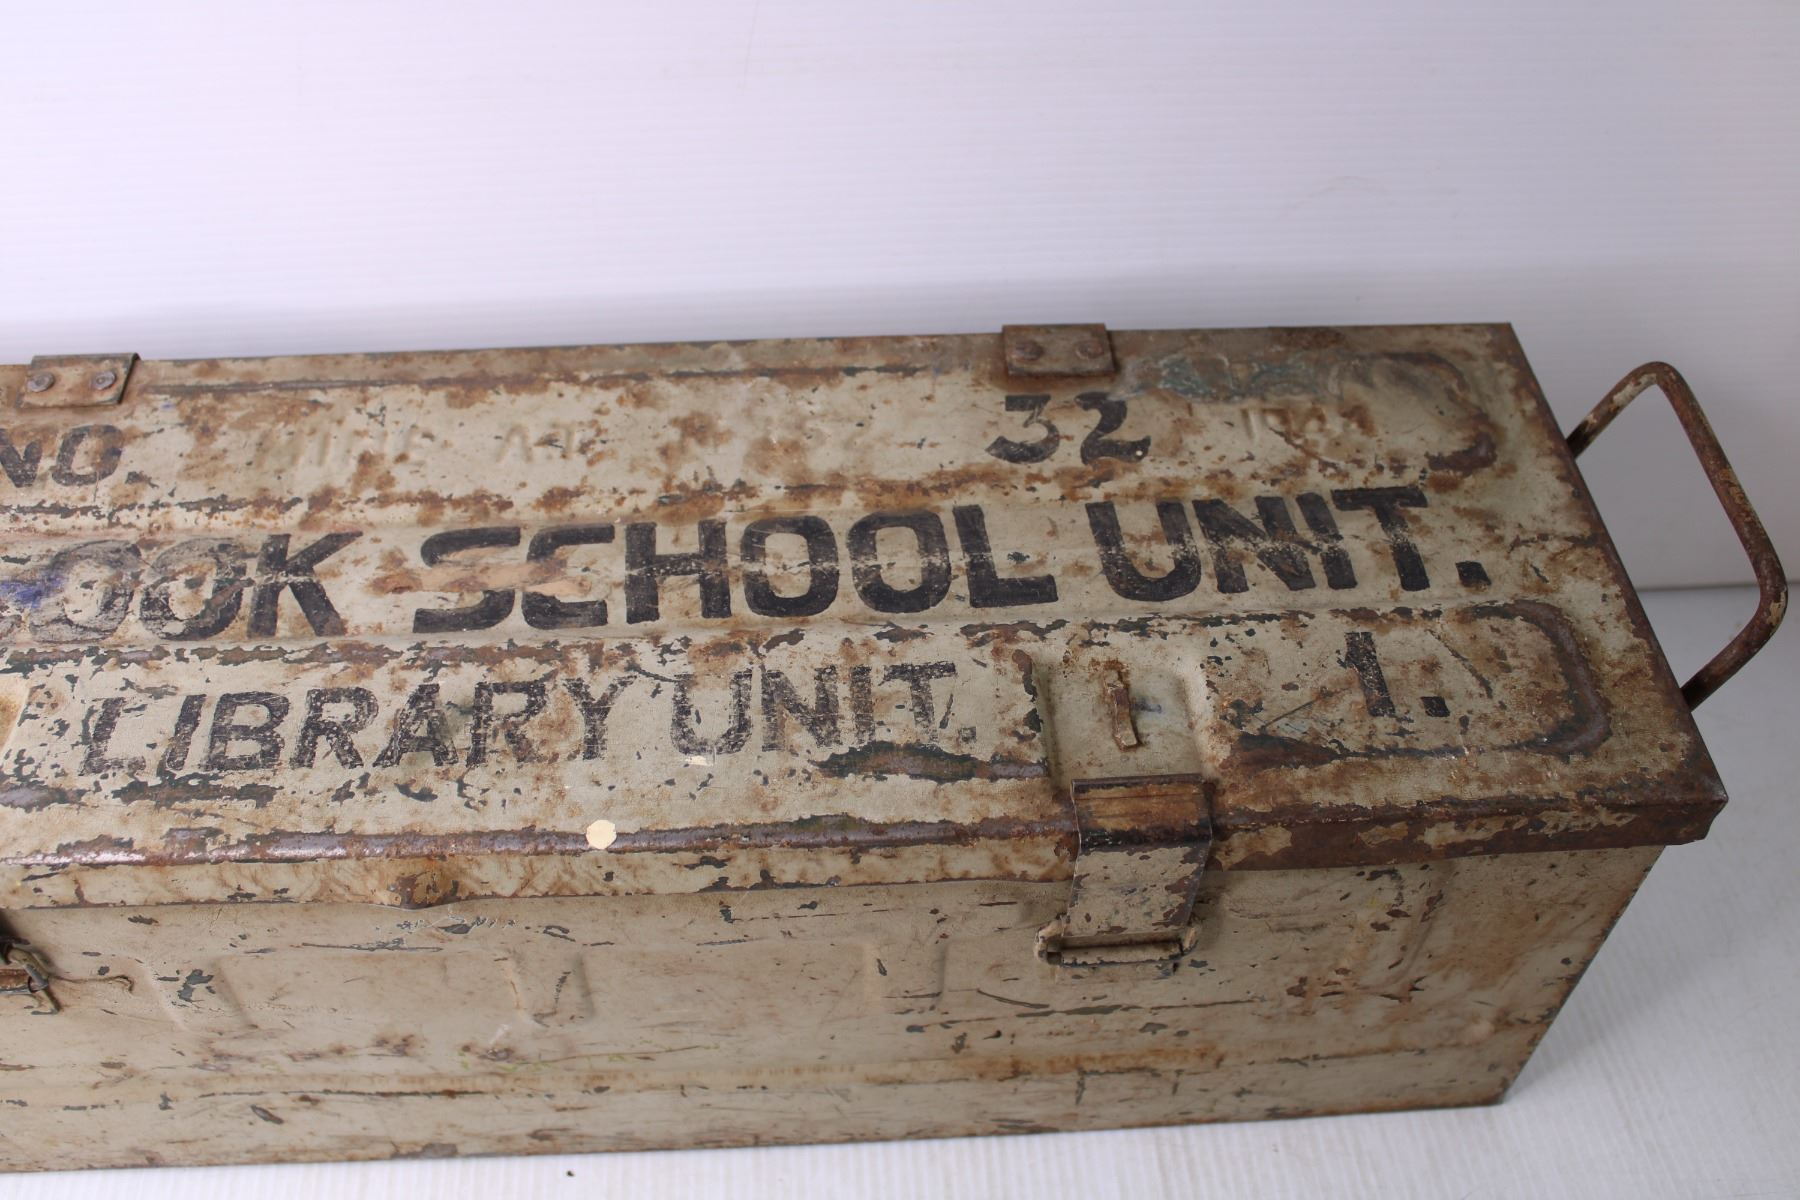 NO. 32
OOK SCHOOL UNIT.
LIBRARY UNIT. 1.